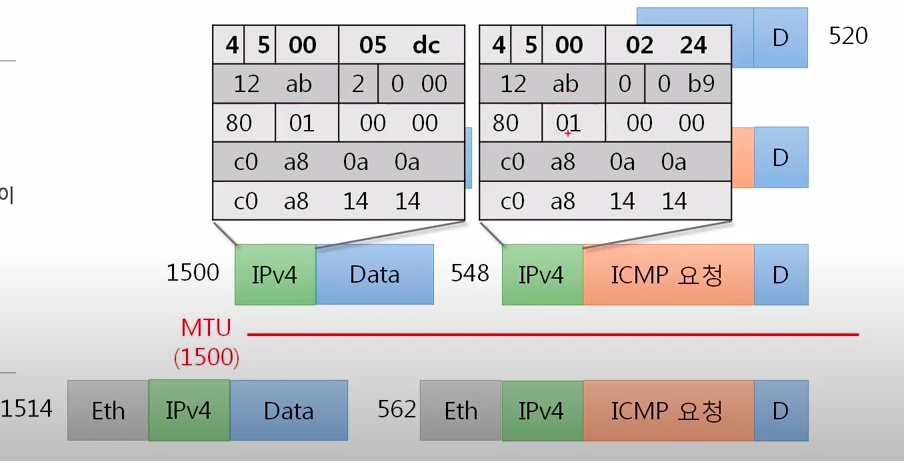 4 5 00 05 dc
12 ab 2 0 00
80 01 00 00
c0 a8 0a 0a
c0 a8 14 14
4 5 00 02 24
12 ab 0 0 b9
80 01 00 00
c0 a8 0a 0a
c0 a8 14 14
D 520
D
이
1500 IPv4 Data 548 IPv4 ICMP 요청 D
MTU
(1500)
1514 Eth IPv4 Data 562 Eth IPv4 ICMP 요청 D